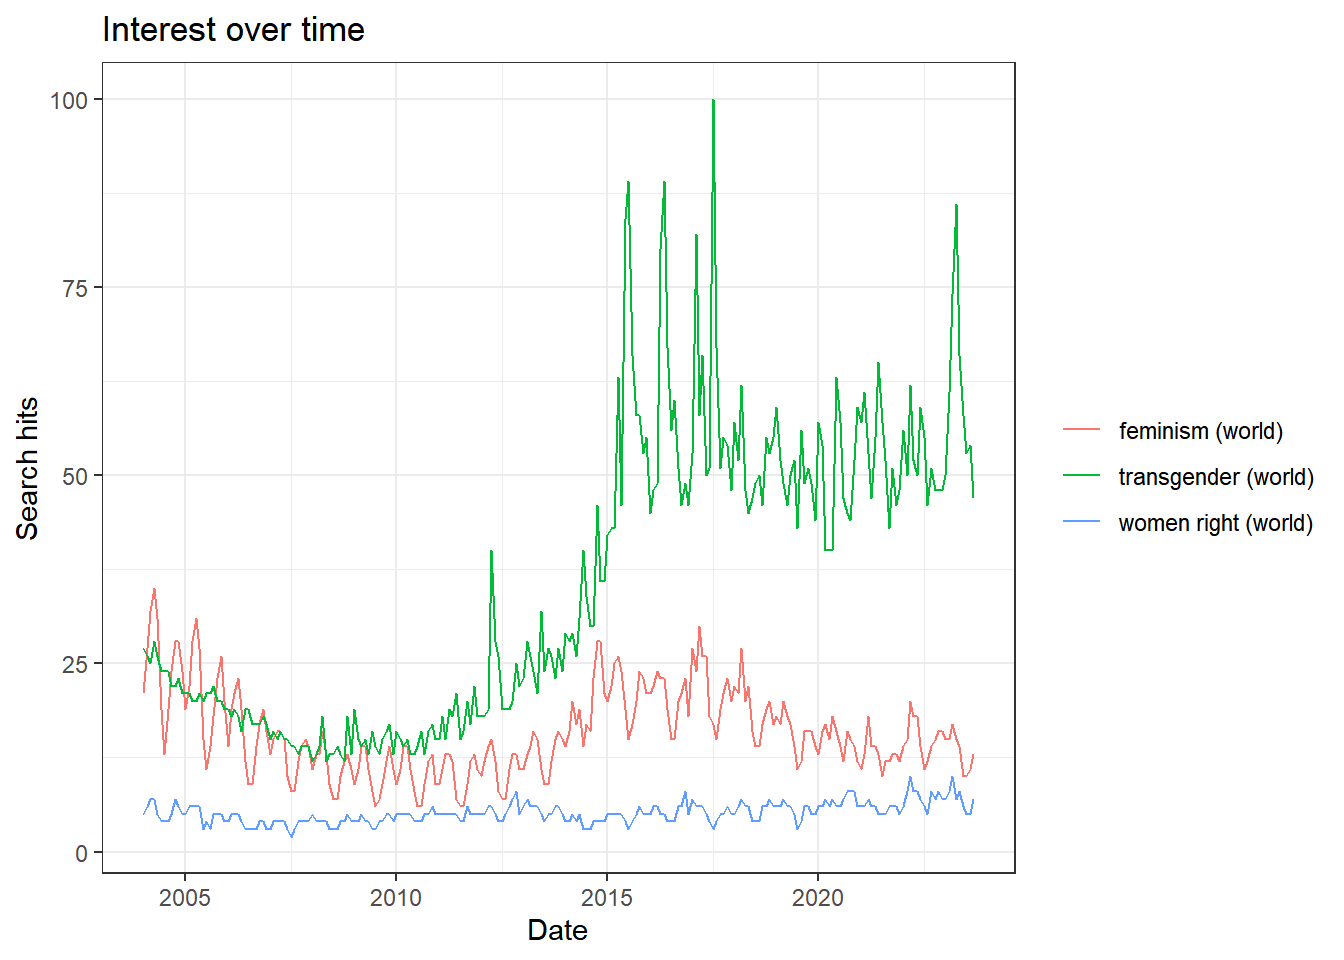 Interest over time
100
75
50
25
0
Search hits
2005
2010
2015
2020
Date
feminism (world)
transgender (world)
women right (world)